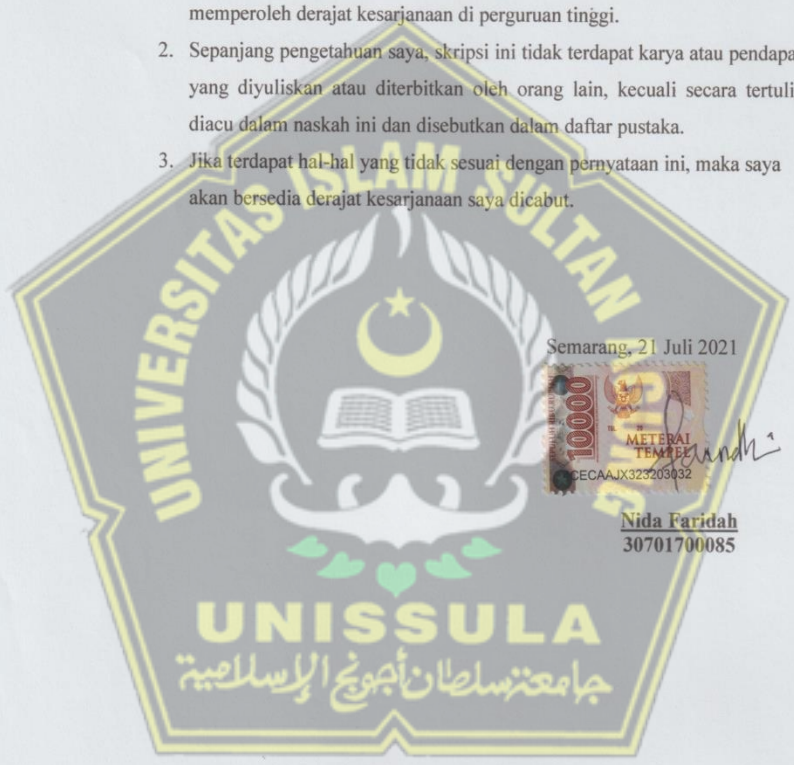 memperoleh derajat kesarjanaan di perguruan tinggi.
2. Sepanjang pengetahuan saya, skripsi ini tidak terdapat karya atau pendapa
yang diyuliskan atau diterbitkan oleh orang lain, kecuali secara tertuli
diacu dalam naskah ini dan disebutkan dalam daftar pustaka.
3. Jika terdapat hal-hal yang tidak sesuai dengan pernyataan ini, maka saya
akan bersedia derajat kesarjanaan saya dicabut.
UNIVERSITAS ISLAM SULTAN AGUNG
Semarang, 21 Juli 2021
10000
METERAI
TEMPEL
CECAAJX323203032
Nida Faridah
30701700085
UNISSULA
جامعة سلطان أجونج الإسلامية